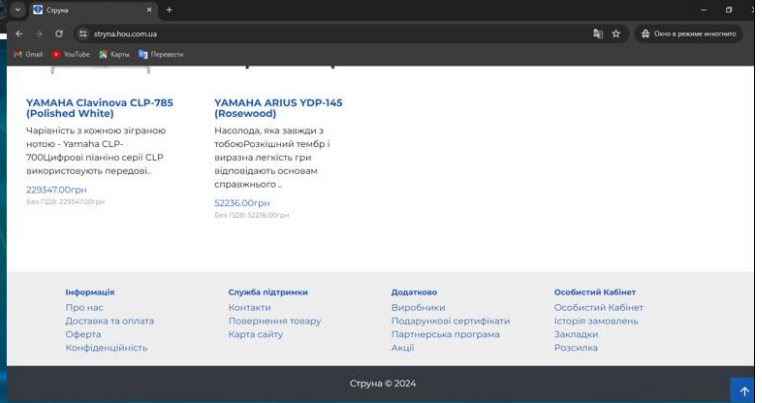 Струна
stryna.hou.com.ua
Окно в режиме инкогнито
Gmail YouTube Карты Перевести
YAMAHA Clavinova CLP-785
(Polished White)
Чарівність з кожною зіграною
нотою - Yamaha CLP-
700Цифрові піаніно серії CLP
використовують передові..
229347.00грн
Без ПДВ: 229347.00грн
YAMAHA ARIUS YDP-145
(Rosewood)
Насолода, яка завжди з
тобоюРозкішний тембр і
виразна легкість гри
відповідають основам
справжнього ..
52236.00грн
Без ПДВ: 52236.00грн
Інформація
Про нас
Доставка та оплата
Оферта
Конфіденційність
Служба підтримки
Контакти
Повернення товару
Карта сайту
Додатково
Виробники
Подарункові сертифікати
Партнерська програма
Акції
Особистий Кабінет
Особистий Кабінет
Історія замовлень
Закладки
Розсилка
Струна © 2024